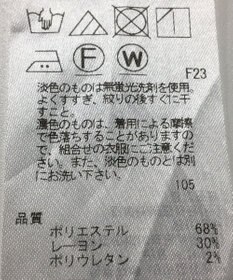 F W
F23
淡色のものは無蛍光洗剤を使用。
よくすすぎ、絞りの後すぐに干
すこと。
濃色のものは、着用による摩擦
で色落ちすることがありますの
で、組合せの衣服にご注意くだ
さい。また、淡色のものとは別
にお洗い下さい。
105
品質
ポリエステル 68%
レーヨン 30%
ポリウレタン 2%